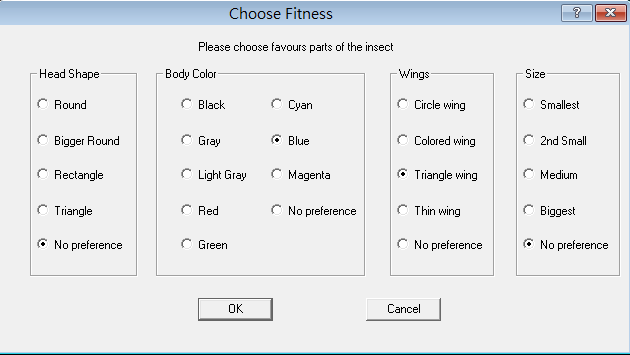 Choose Fitness
?
Please choose favours parts of the insect
Head Shape
Round
Bigger Round
Rectangle
Triangle
No preference
Body Color
Black
Gray
Light Gray
Red
Green
Cyan
Blue
Magenta
No preference
Wings
Circle wing
Colored wing
Triangle wing
Thin wing
No preference
Size
Smallest
2nd Small
Medium
Biggest
No preference
OK
Cancel